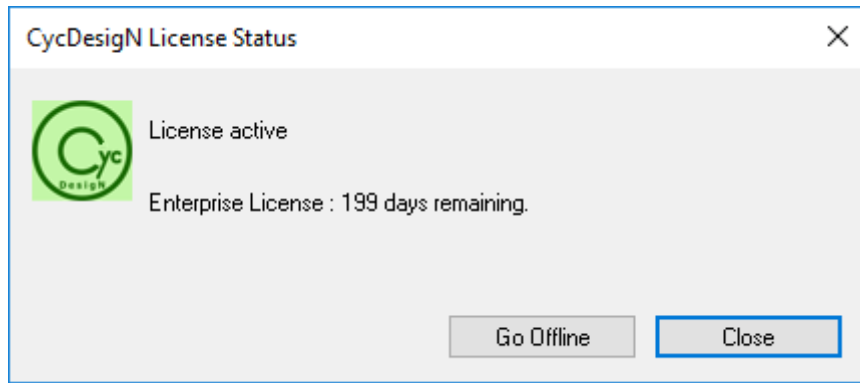 CycDesigN License Status
Cyc
DesigN
License active
Enterprise License : 199 days remaining.
Go Offline
Close